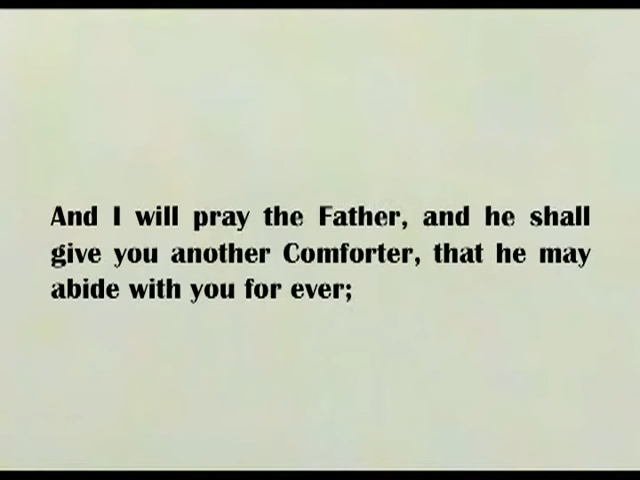 And I will pray the Father, and he shall
give you another Comforter, that he may
abide with you for ever;